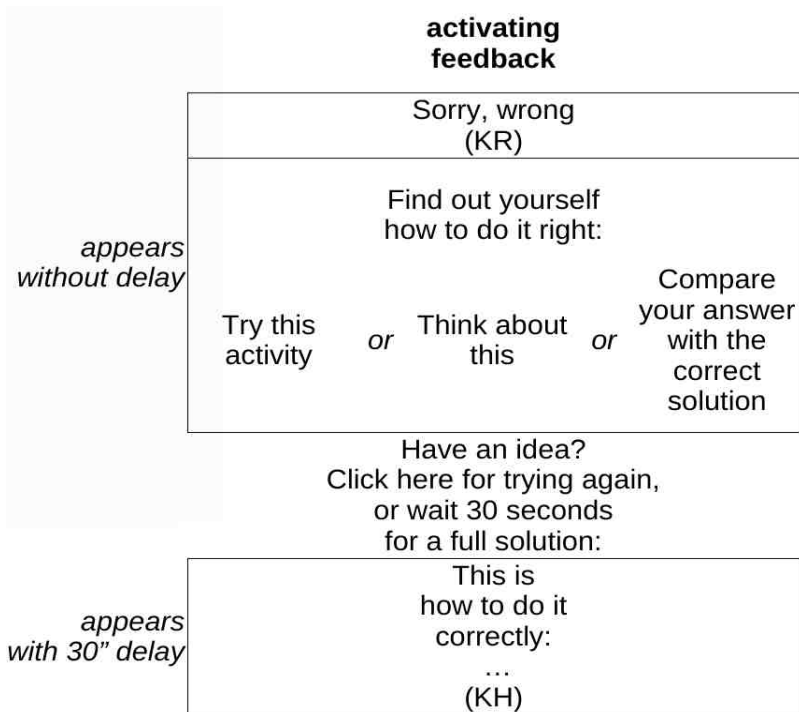 activating
feedback
Sorry, wrong
(KR)
appears
without delay
Find out yourself
how to do it right:
Try this
activity
or
Think about
this
or
Compare
your answer
with the
correct
solution
Have an idea?
Click here for trying again,
or wait 30 seconds
for a full solution:
appears
with 30” delay
This is
how to do it
correctly:
...
(KH)